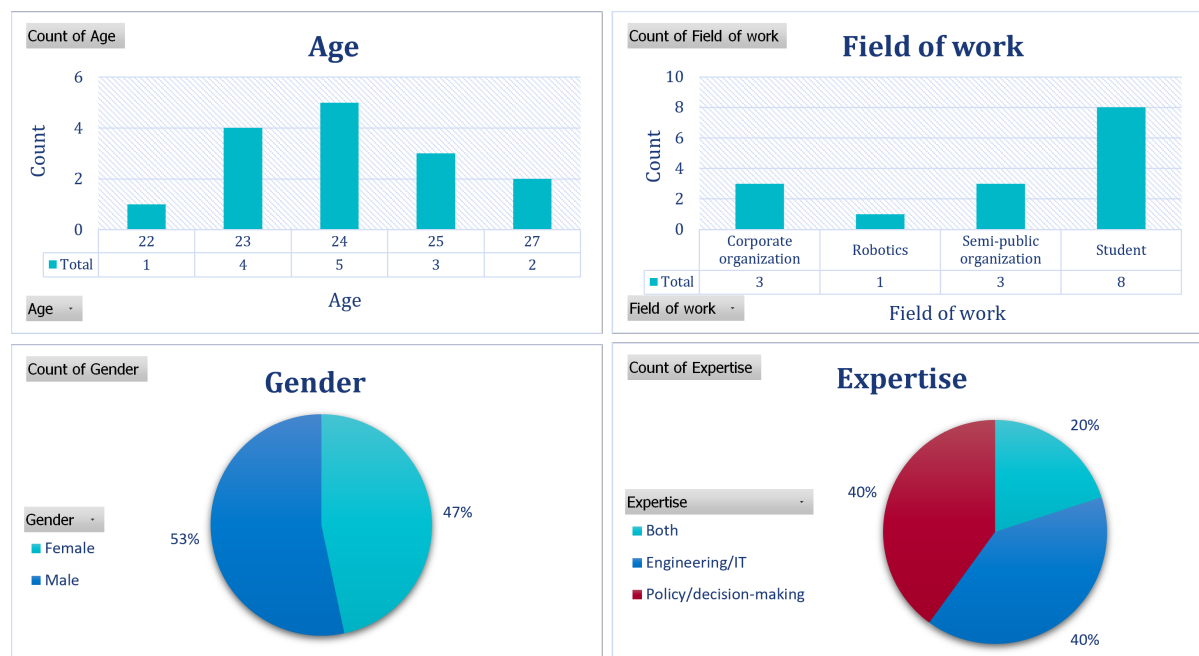 Count of Age
Age
6
4
2
0
Count
22 23 24 25 27
Total 1 4 5 3 2
Age
Age
Count of Field of work
Field of work
10
8
6
4
2
0
Count
Corporate organization Robotics Semi-public organization Student
Total 3 1 3 8
Field of work
Field of work
Count of Gender
Gender
47%
53%
Gender
Female
Male
Count of Expertise
Expertise
20%
40%
40%
Expertise
Both
Engineering/IT
Policy/decision-making